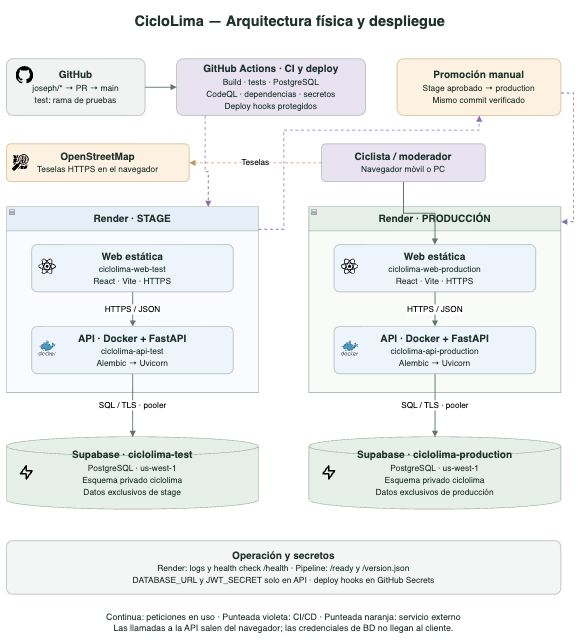 CicloLima — Arquitectura física y despliegue
GitHub
joseph/* → PR → main
test: rama de pruebas
GitHub Actions · CI y deploy
Build · tests · PostgreSQL
CodeQL · dependencias · secretos
Deploy hooks protegidos
Promoción manual
Stage aprobado → production
Mismo commit verificado
OpenStreetMap
Teselas HTTPS en el navegador
Teselas
Ciclista / moderador
Navegador móvil o PC
Render · STAGE
Web estática
ciclolima-web-test
React · Vite · HTTPS
HTTPS / JSON
API · Docker + FastAPI
ciclolima-api-test
Alembic → Uvicorn
docker
SQL / TLS · pooler
Supabase · ciclolima-test
PostgreSQL · us-west-1
Esquema privado ciclolima
Datos exclusivos de stage
Render · PRODUCCIÓN
Web estática
ciclolima-web-production
React · Vite · HTTPS
HTTPS / JSON
API · Docker + FastAPI
ciclolima-api-production
Alembic → Uvicorn
docker
SQL / TLS · pooler
Supabase · ciclolima-production
PostgreSQL · us-west-1
Esquema privado ciclolima
Datos exclusivos de producción
Operación y secretos
Render: logs y health check /health · Pipeline: /ready y /version.json
DATABASE_URL y JWT_SECRET solo en API · deploy hooks en GitHub Secrets
Continua: peticiones en uso · Punteada violeta: CI/CD · Punteada naranja: servicio externo
Las llamadas a la API salen del navegador; las credenciales de BD no llegan al cliente.